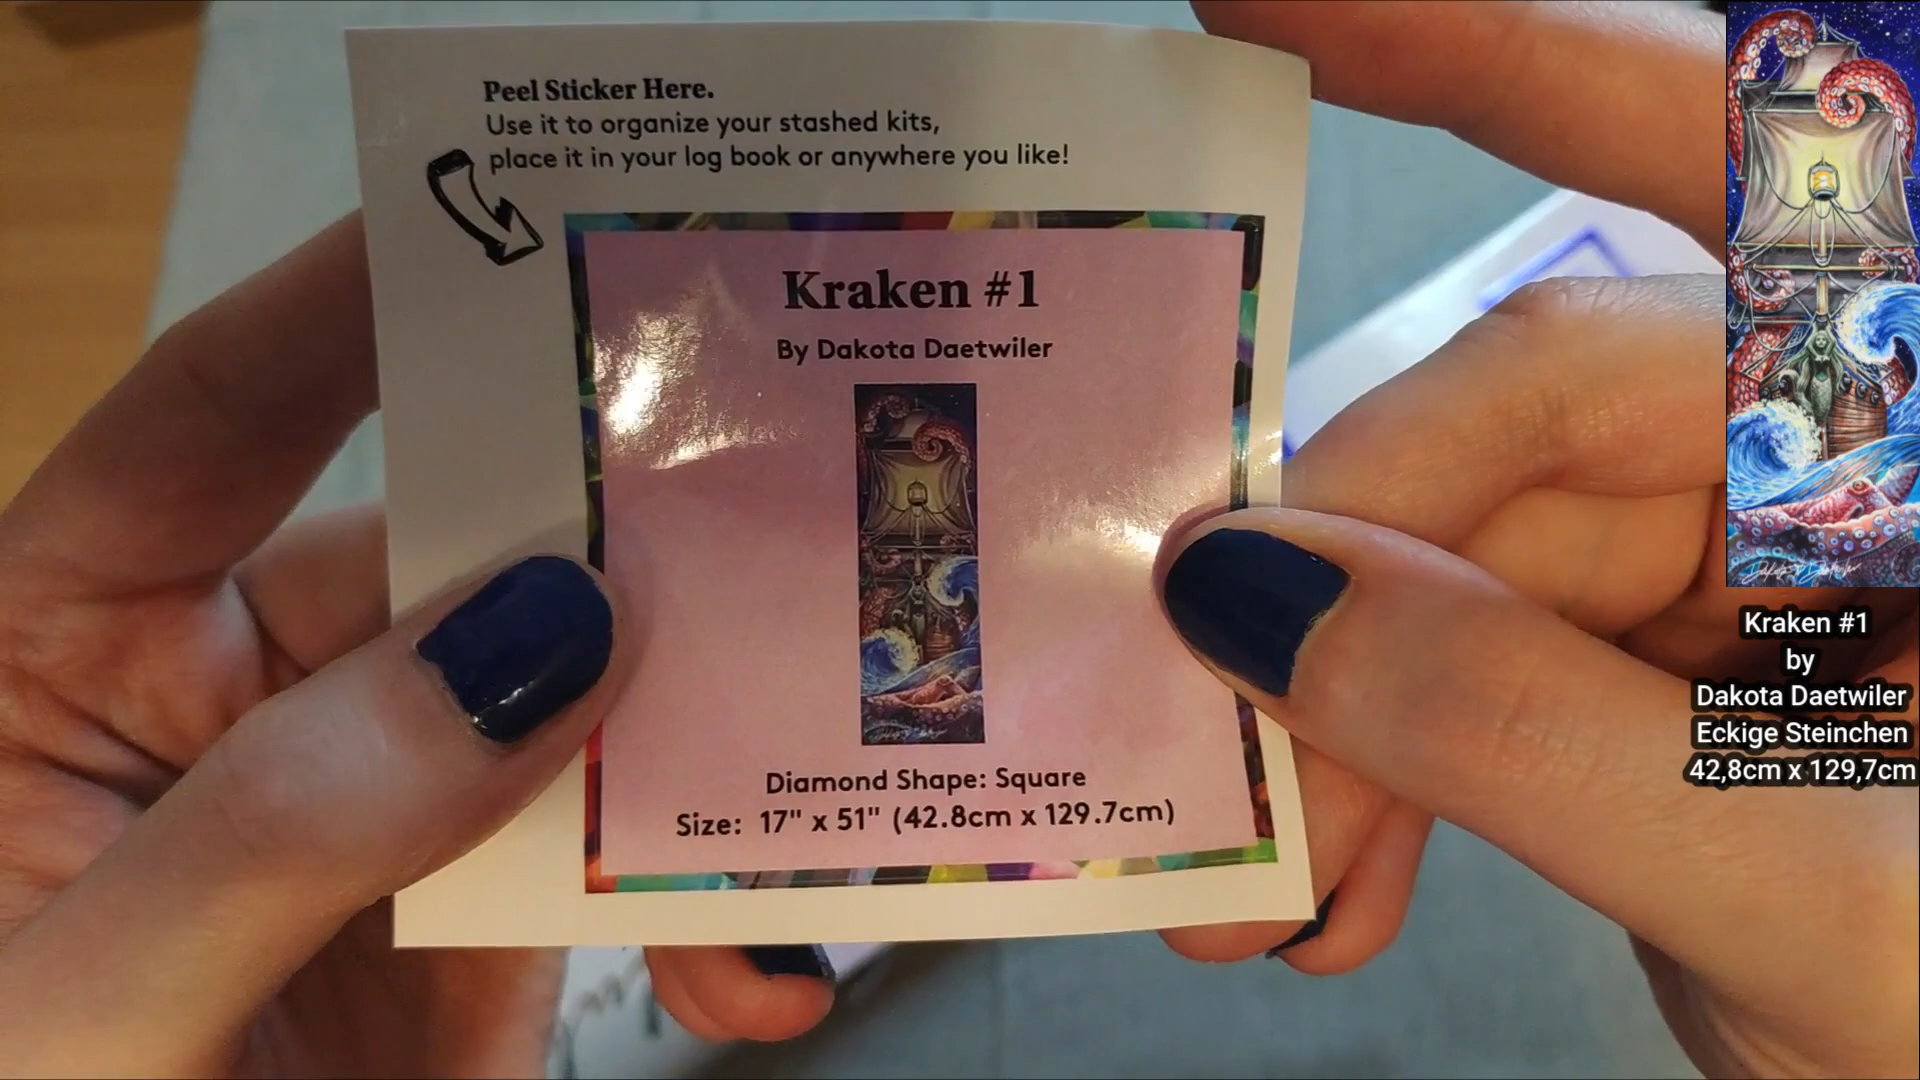 Peel Sticker Here.
Use it to organize your stashed kits,
place it in your log book or anywhere you like!
Kraken #1
By Dakota Daetwiler
Diamond Shape: Square
Size: 17" x 51" (42.8cm x 129.7cm)
Kraken #1
by
Dakota Daetwiler
Eckige Steinchen
42,8cm x 129,7cm